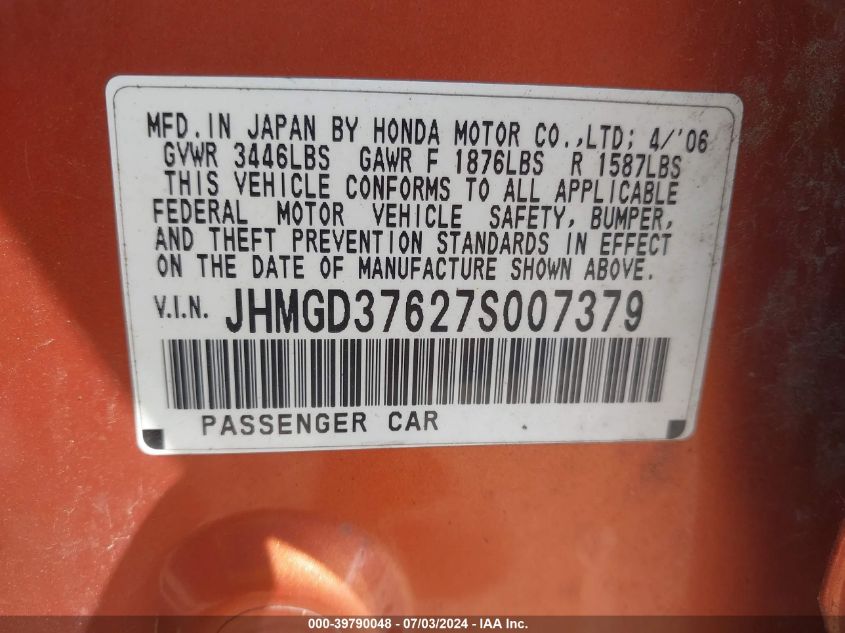 MFD. IN JAPAN BY HONDA MOTOR CO.,LTD; 4/'06
GVWR 3446LBS GAWR F 1876LBS R 1587LBS
THIS VEHICLE CONFORMS TO ALL APPLICABLE
FEDERAL MOTOR VEHICLE SAFETY, BUMPER,
AND THEFT PREVENTION STANDARDS IN EFFECT
ON THE DATE OF MANUFACTURE SHOWN ABOVE.
V.I.N. JHMGD37627S007379
PASSENGER CAR
000-39790048 - 07/03/2024 - IAA Inc.